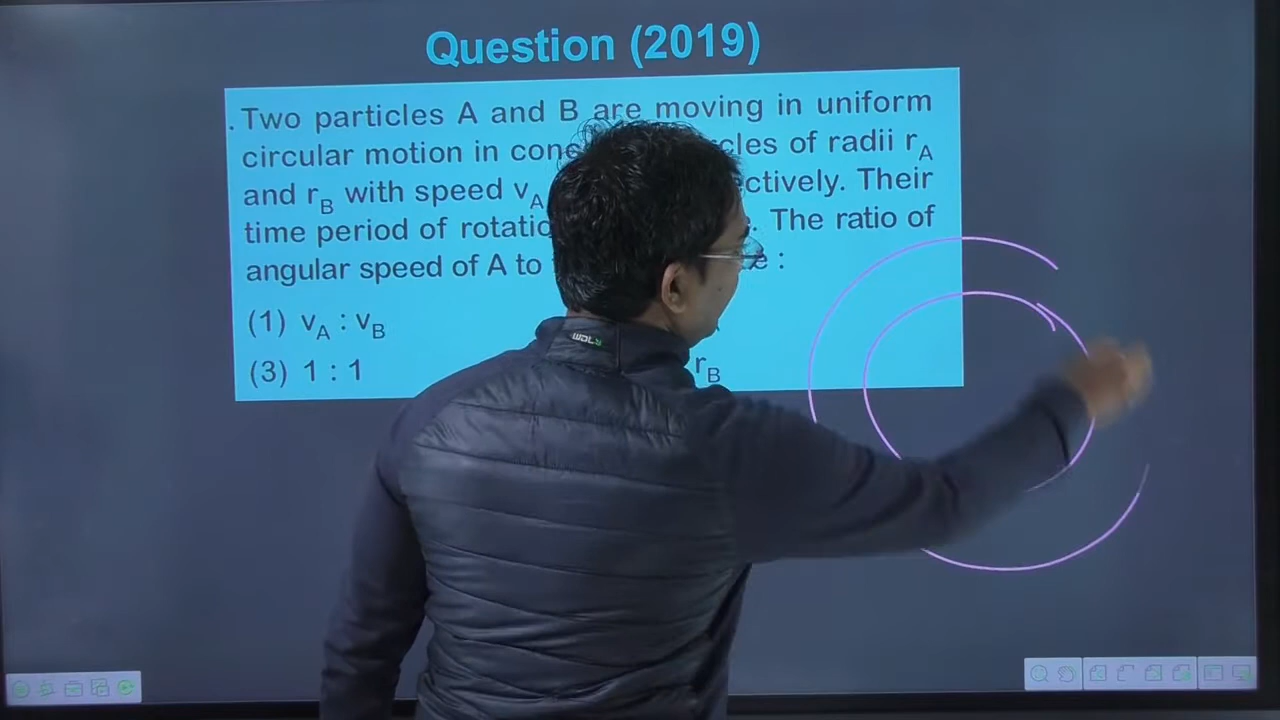 Question (2019)
. Two particles A and B are moving in uniform
circular motion in conc cles of radii rA
and rB with speed vA ctively. Their
time period of rotatio . The ratio of
angular speed of A to e :
(1) vA : vB
(3) 1 : 1 rB
WDLS